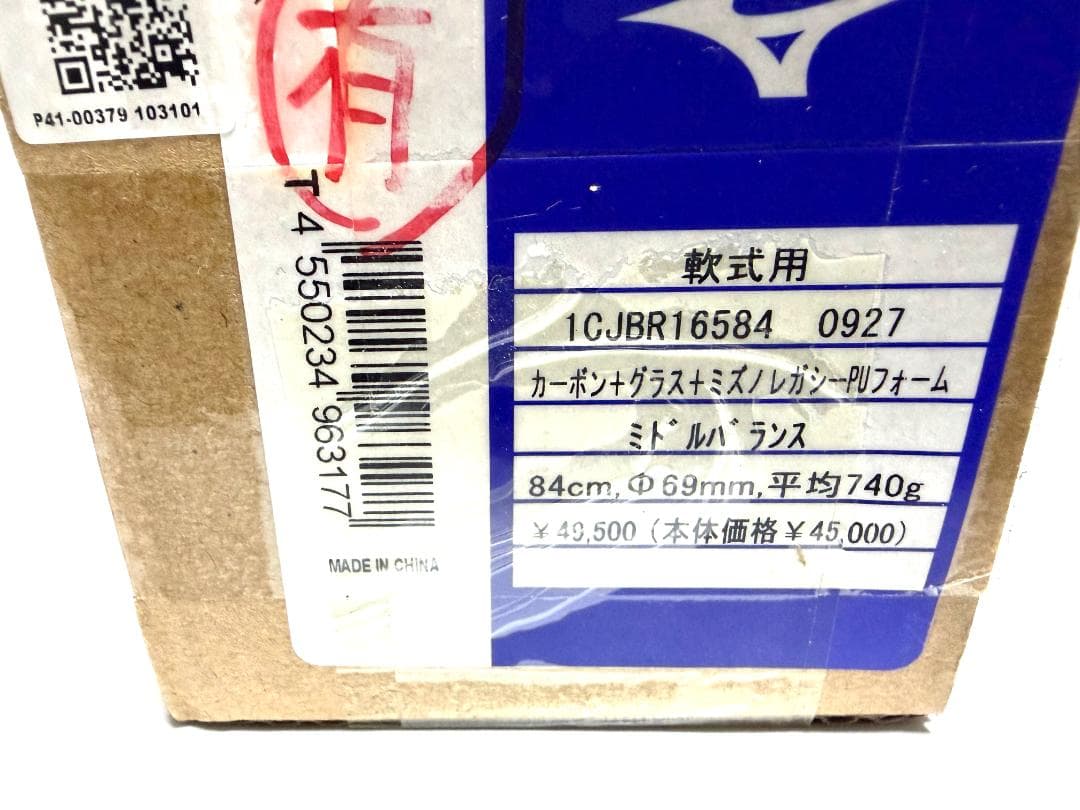 P41-00379 103101
有
T 4 550234 963177
MADE IN CHINA
軟式用
1CJBR16584 0927
カーボン+グラス+ミズノレガシーPUフォーム
ミドルバランス
84cm,Φ69mm,平均740g
¥49,500 (本体価格¥45,000)